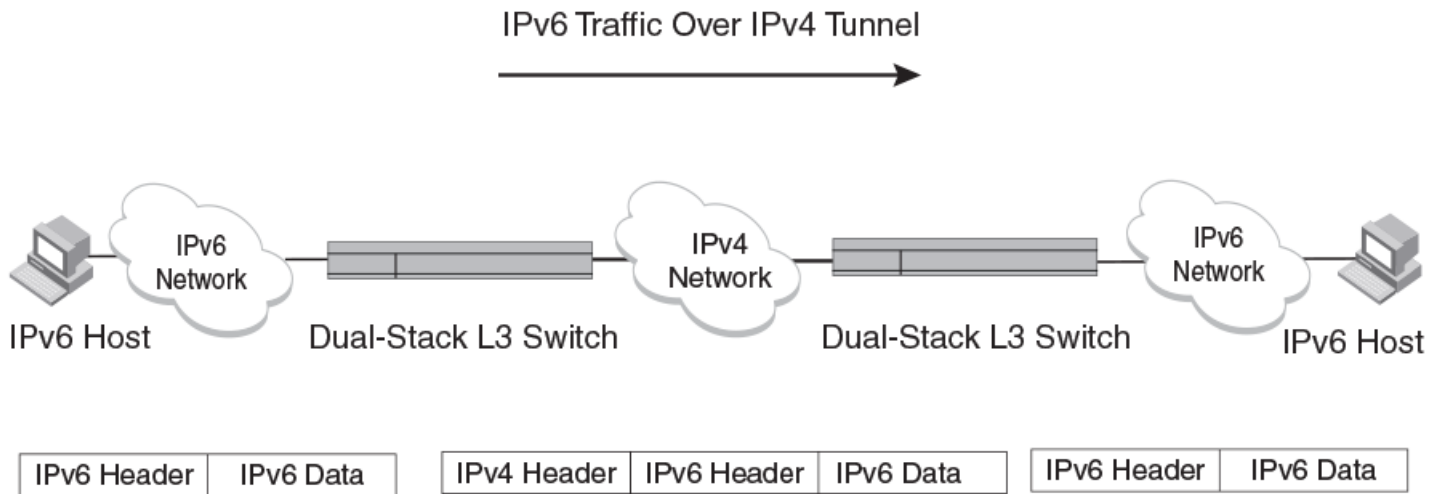 IPv6 Traffic Over IPv4 Tunnel
IPv6
Network
IPv4
Network
IPv6
Network
IPv6 Host
Dual-Stack L3 Switch
Dual-Stack L3 Switch
IPv6 Host
IPv6 Header IPv6 Data
IPv4 Header IPv6 Header IPv6 Data
IPv6 Header IPv6 Data